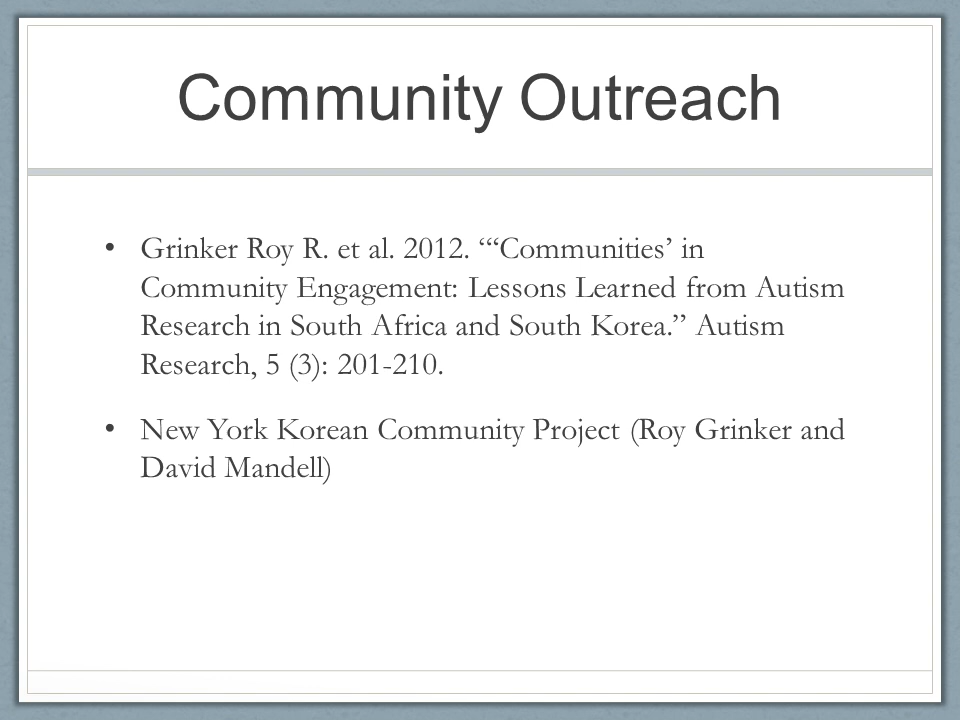 Community Outreach
• Grinker Roy R. et al. 2012. “‘Communities’ in
Community Engagement: Lessons Learned from Autism
Research in South Africa and South Korea.” Autism
Research, 5 (3): 201-210.
• New York Korean Community Project (Roy Grinker and
David Mandell)